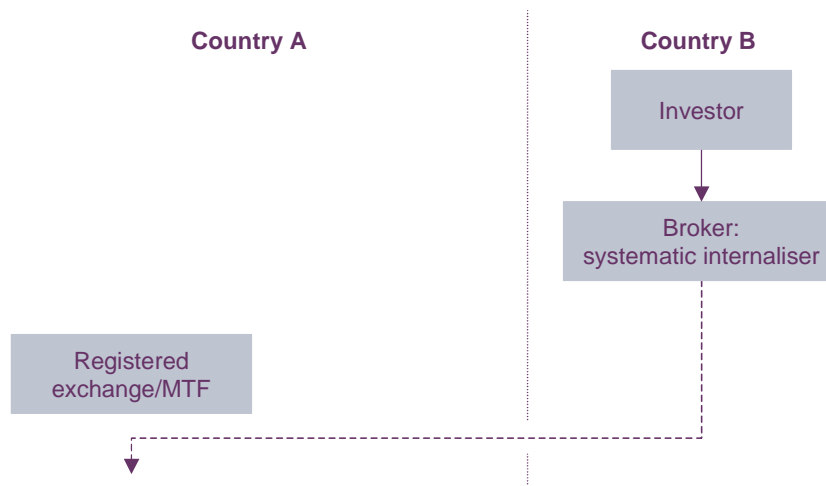 Country A
Country B
Investor
Broker:
systematic internaliser
Registered
exchange/MTF